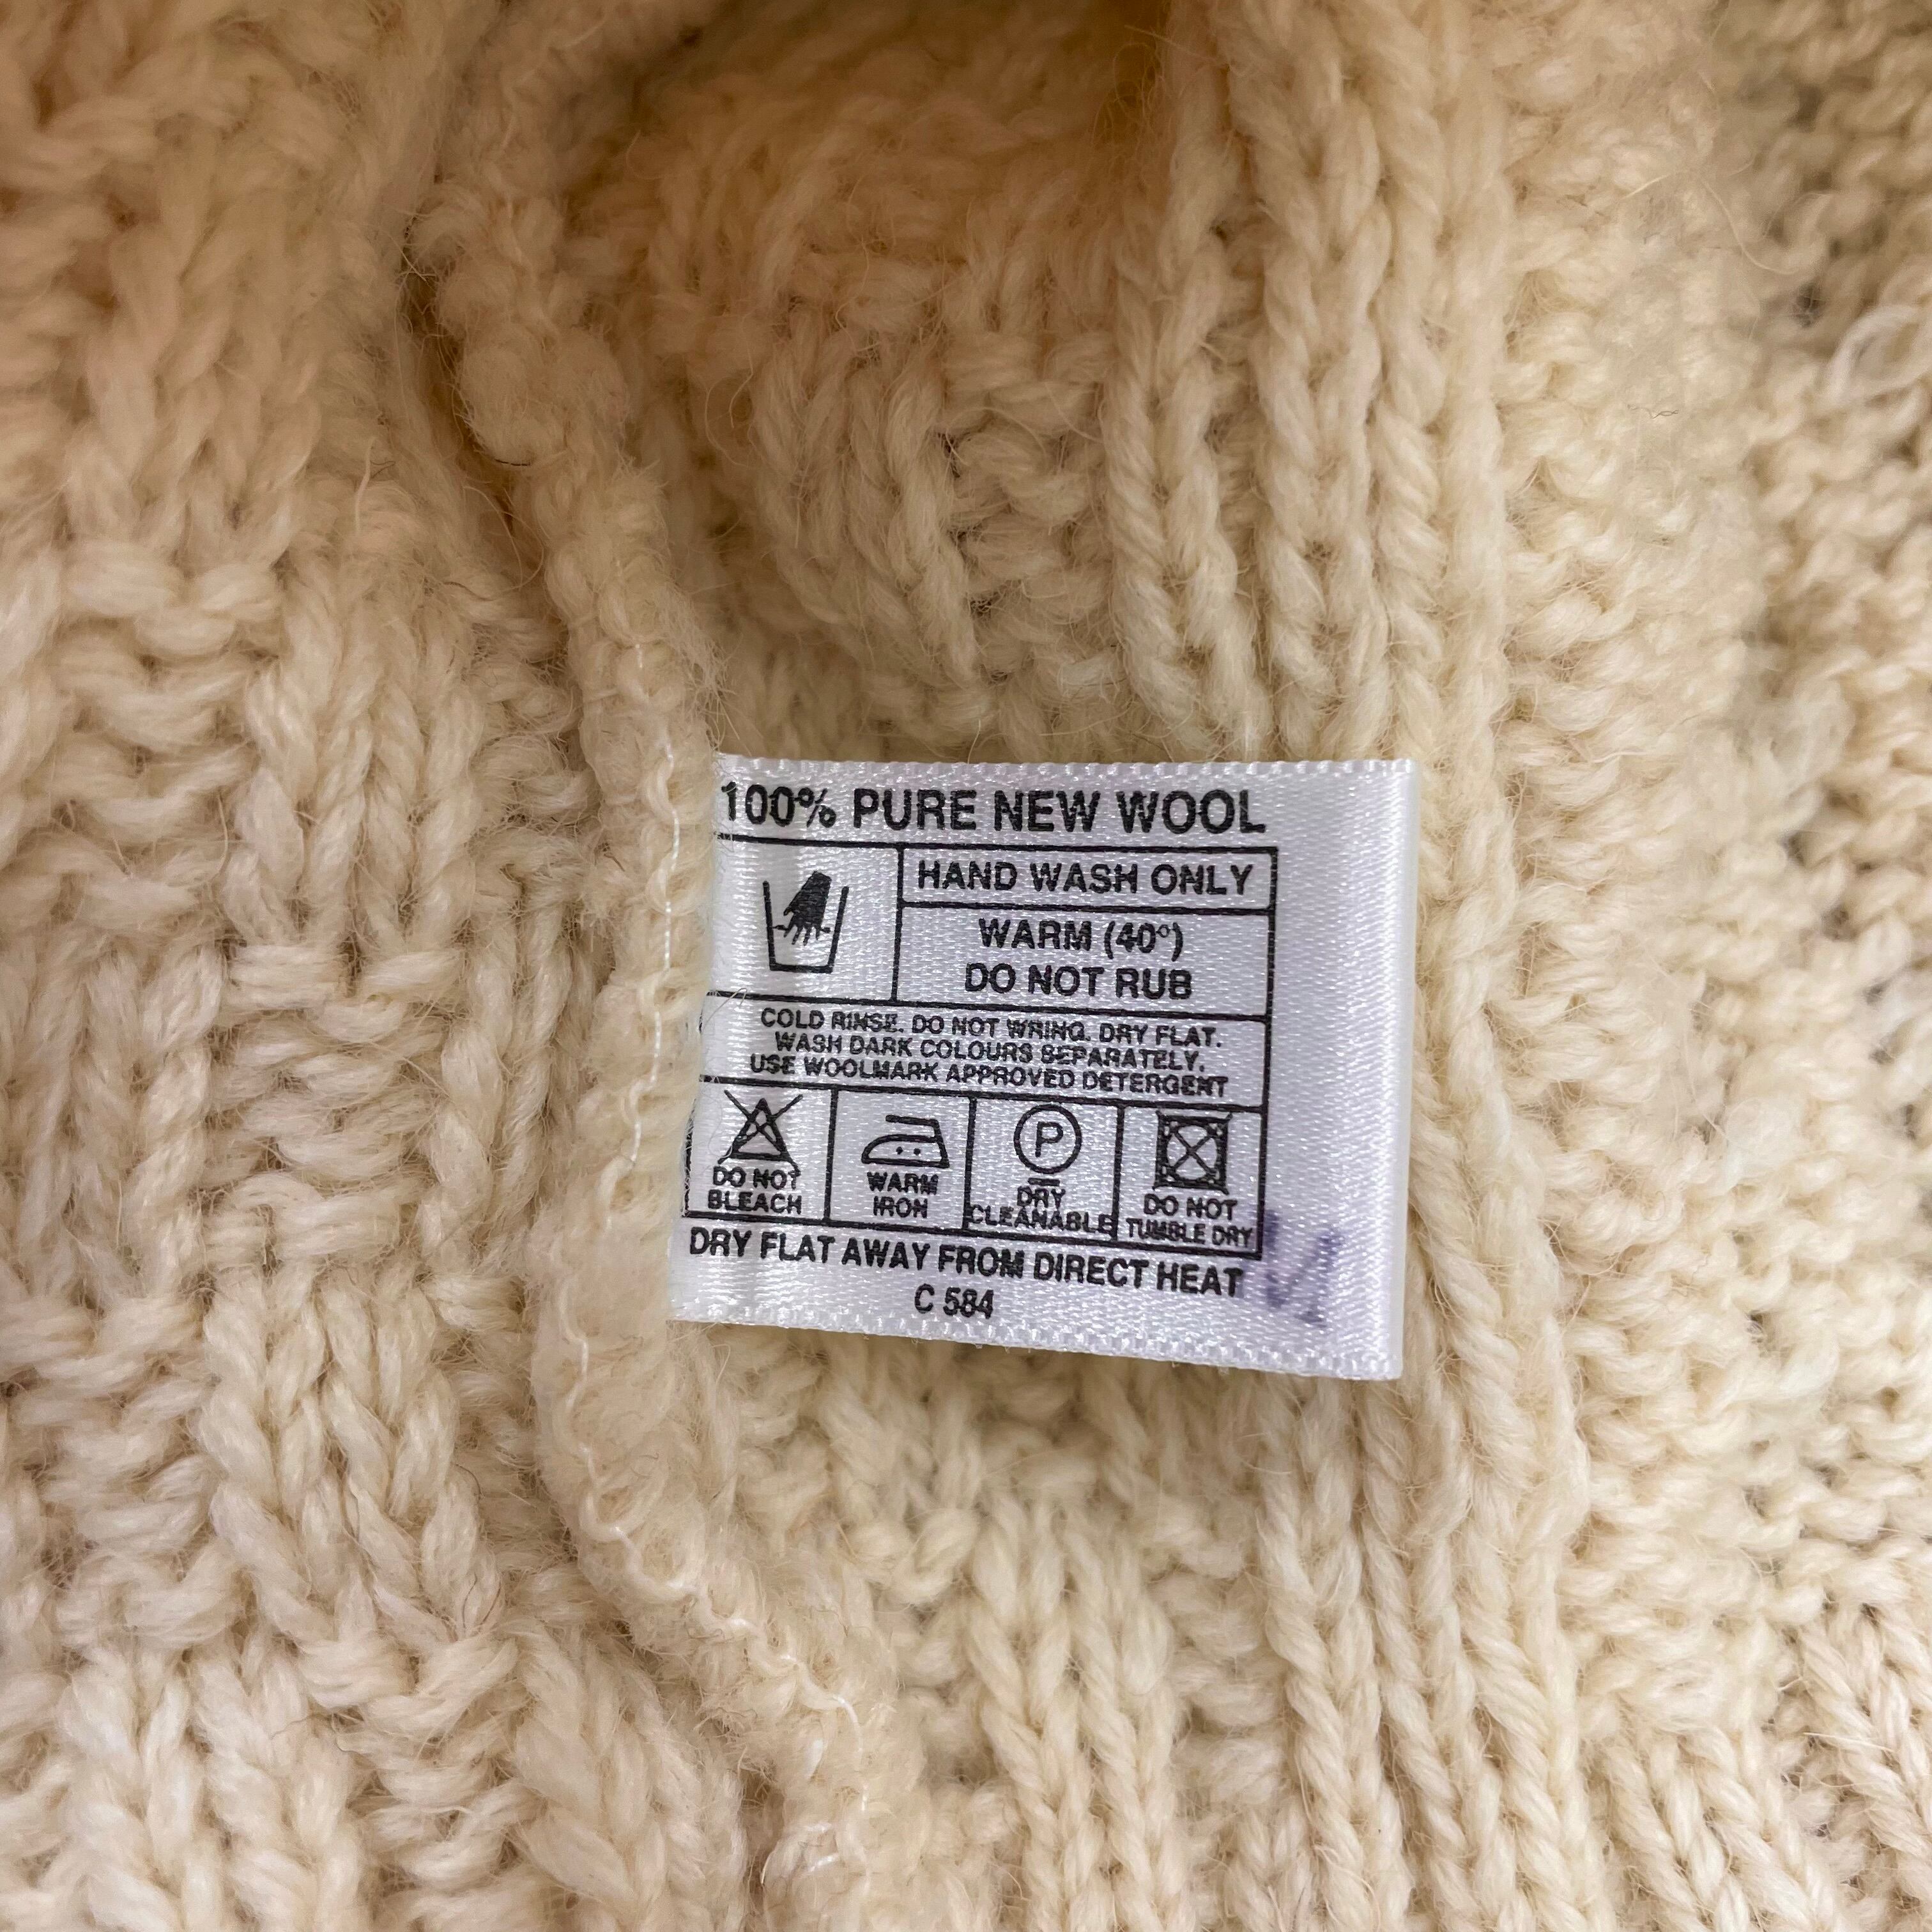 100% PURE NEW WOOL
HAND WASH ONLY
WARM (40°)
DO NOT RUB
COLD RINSE. DO NOT WRING. DRY FLAT.
WASH DARK COLOURS SEPARATELY.
USE WOOLMARK APPROVED DETERGENT
DO NOT
BLEACH
WARM
IRON
P
DRY
CLEANABLE
DO NOT
TUMBLE DRY
DRY FLAT AWAY FROM DIRECT HEAT
C 584